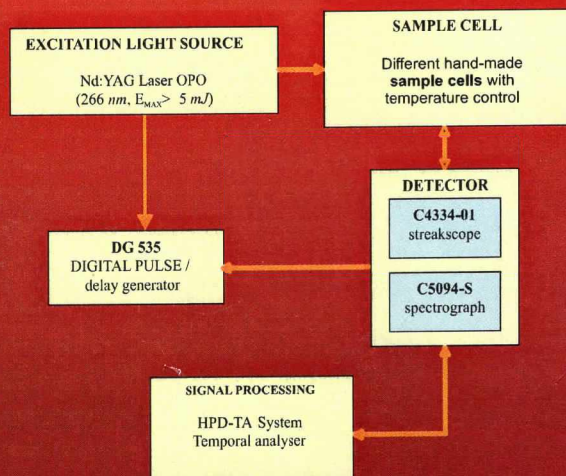 EXCITATION LIGHT SOURCE
Nd:YAG Laser OPO
(266 nm, EMAX> 5 mJ)
SAMPLE CELL
Different hand-made
sample cells with
temperature control
DETECTOR
C4334-01
streakscope
C5094-S
spectrograph
DG 535
DIGITAL PULSE /
delay generator
SIGNAL PROCESSING
HPD-TA System
Temporal analyser